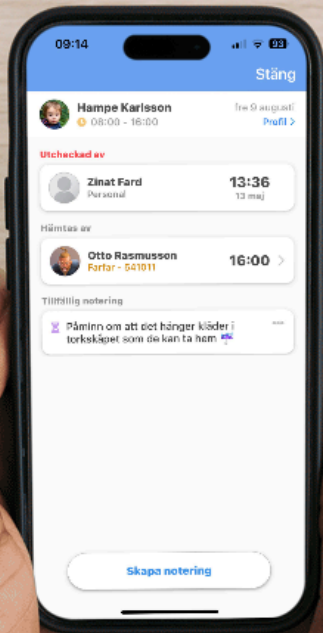 09:14
93
Stäng
Hampe Karlsson
fre 9 augusti
08:00 - 16:00
Profil >
Utcheckad av
Zinat Fard
13:36
Personal
13 maj
Hämtas av
Otto Rasmusson
16:00 >
Farfar - 541011
Tillfällig notering
Påminn om att det hänger kläder i
torkskåpet som de kan ta hem
Skapa notering